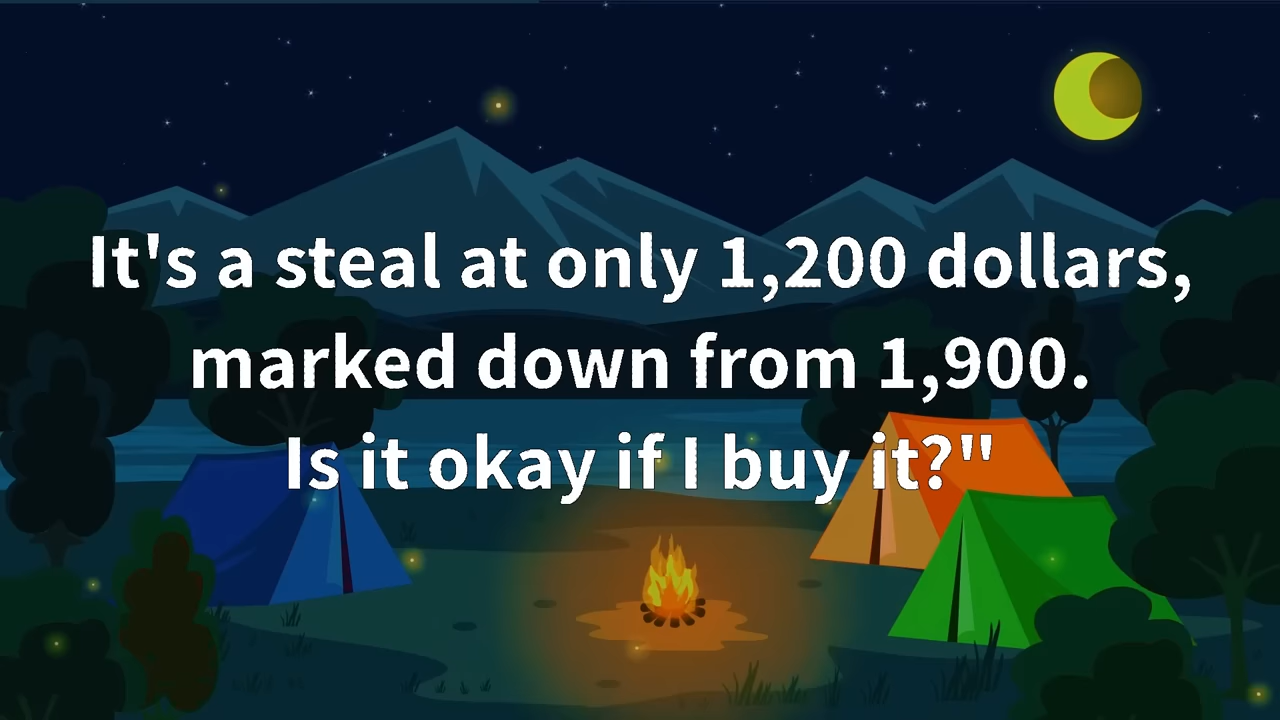 It's a steal at only 1,200 dollars,
marked down from 1,900.
Is it okay if I buy it?"